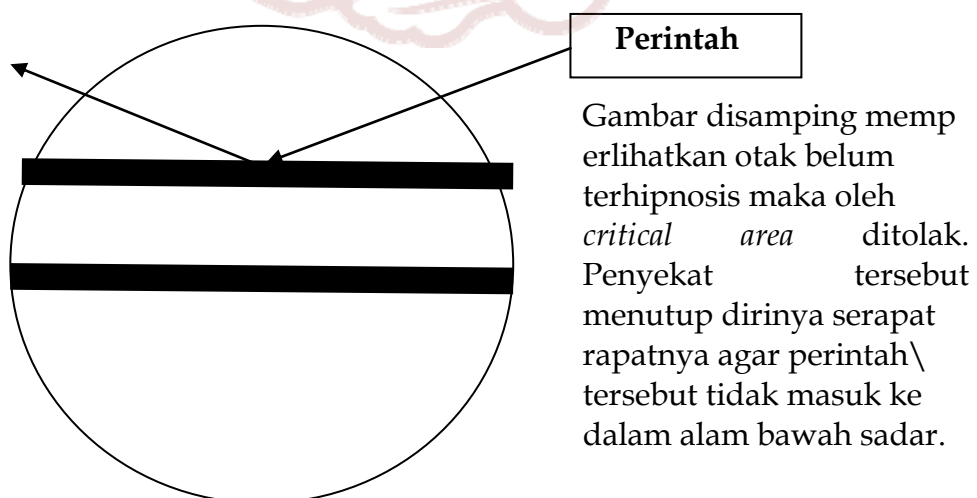 Perintah
Gambar disamping memp
erlihatkan otak belum
terhipnosis maka oleh
critical area ditolak.
Penyekat tersebut
menutup dirinya serapat
rapatnya agar perintah\
tersebut tidak masuk ke
dalam alam bawah sadar.